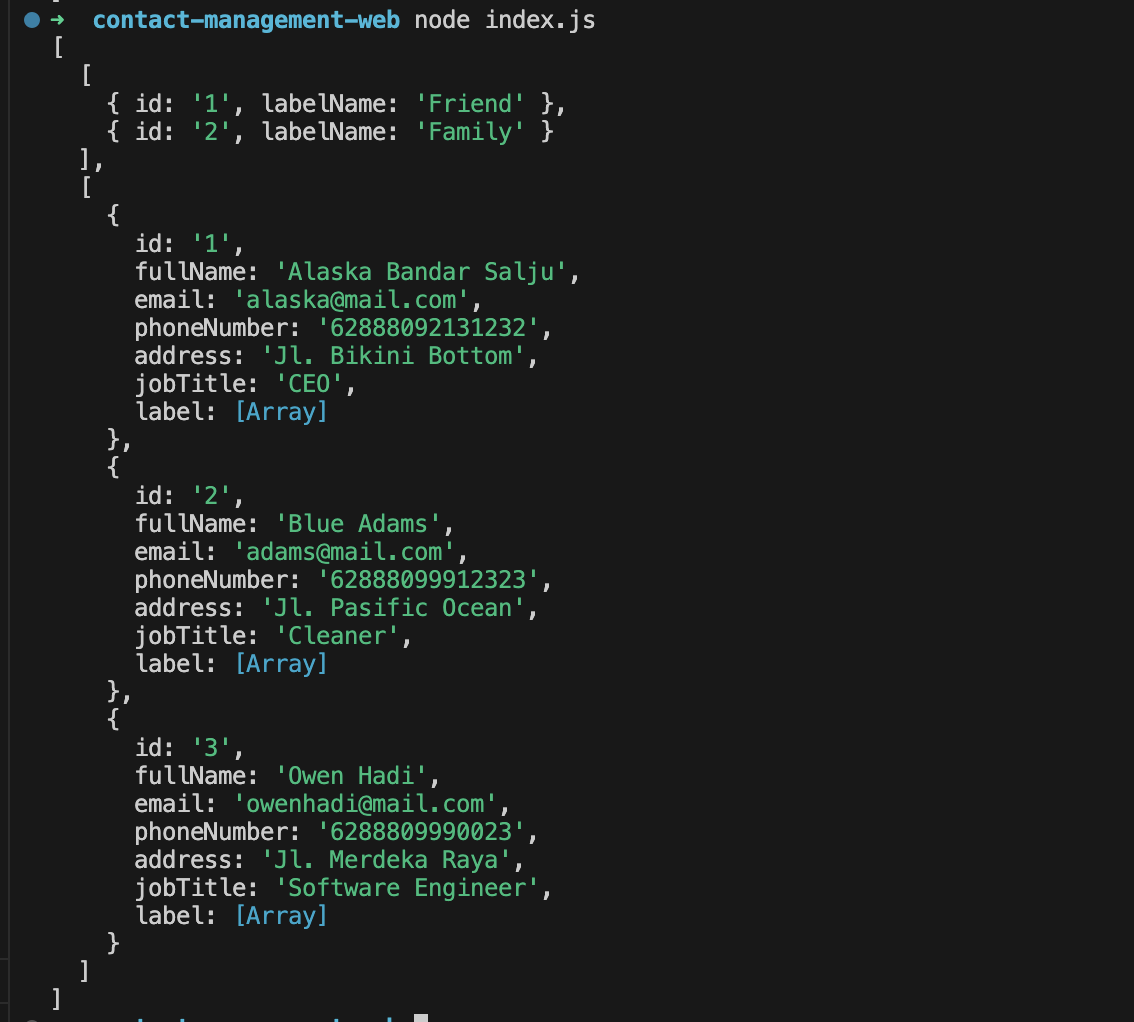 ➜ contact-management-web node index.js
[
  [
    { id: '1', labelName: 'Friend' },
    { id: '2', labelName: 'Family' }
  ],
  [
    {
      id: '1',
      fullName: 'Alaska Bandar Salju',
      email: 'alaska@mail.com',
      phoneNumber: '62888092131232',
      address: 'Jl. Bikini Bottom',
      jobTitle: 'CEO',
      label: [Array]
    },
    {
      id: '2',
      fullName: 'Blue Adams',
      email: 'adams@mail.com',
      phoneNumber: '62888099912323',
      address: 'Jl. Pasific Ocean',
      jobTitle: 'Cleaner',
      label: [Array]
    },
    {
      id: '3',
      fullName: 'Owen Hadi',
      email: 'owenhadi@mail.com',
      phoneNumber: '6288809990023',
      address: 'Jl. Merdeka Raya',
      jobTitle: 'Software Engineer',
      label: [Array]
    }
  ]
]